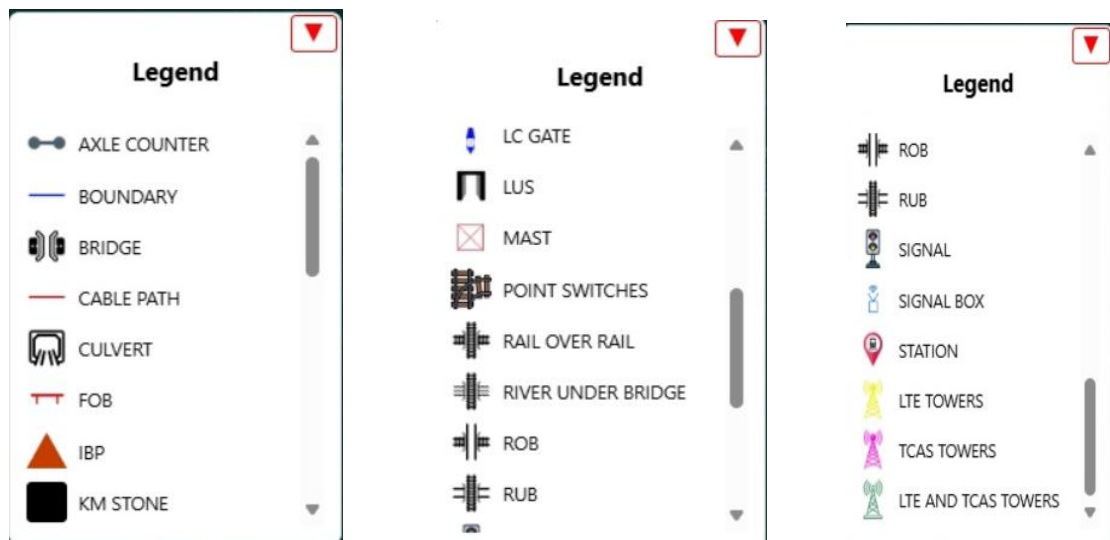 Legend
AXLE COUNTER
BOUNDARY
BRIDGE
CABLE PATH
CULVERT
FOB
IBP
KM STONE
Legend
LC GATE
LUS
MAST
POINT SWITCHES
RAIL OVER RAIL
RIVER UNDER BRIDGE
ROB
RUB
Legend
ROB
RUB
SIGNAL
SIGNAL BOX
STATION
LTE TOWERS
TCAS TOWERS
LTE AND TCAS TOWERS